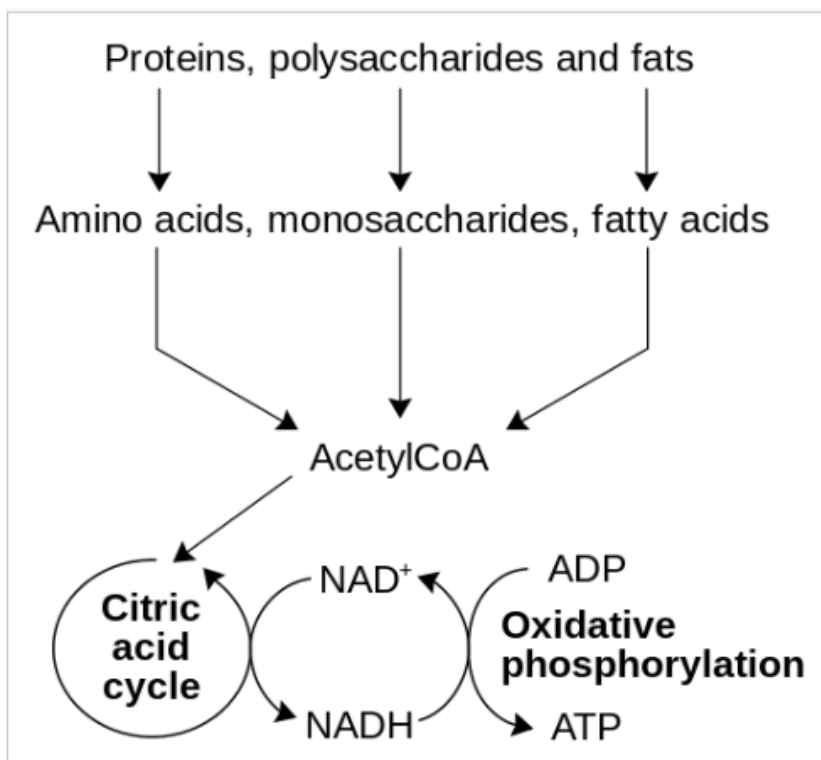 Proteins, polysaccharides and fats
Amino acids, monosaccharides, fatty acids
AcetylCoA
Citric
acid
cycle
NAD⁺
NADH
ADP
Oxidative
phosphorylation
ATP